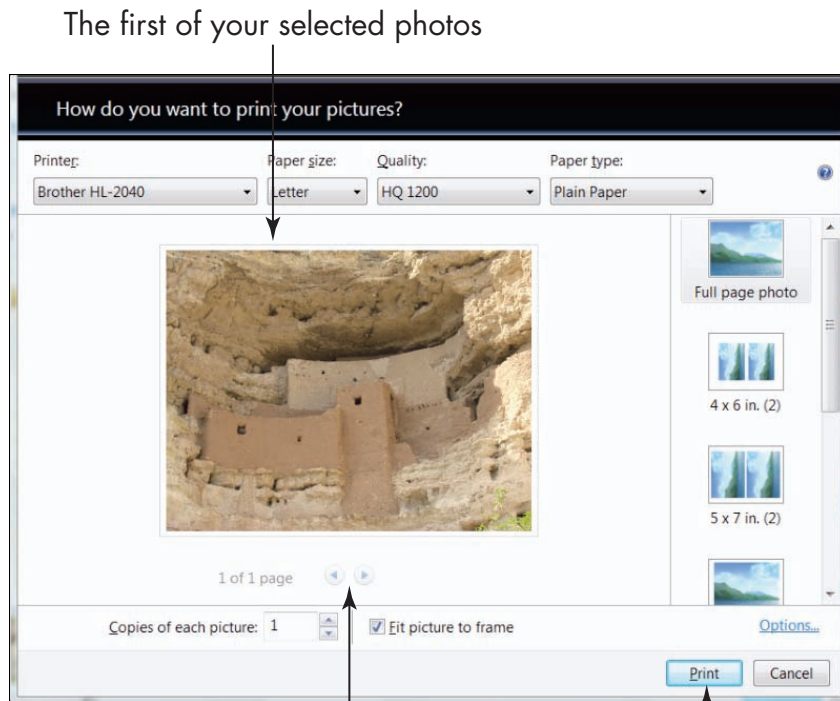 The first of your selected photos
How do you want to print your pictures?
Printer: Paper size: Quality: Paper type:
Brother HL-2040 Letter HQ 1200 Plain Paper
Full page photo
4 x 6 in. (2)
5 x 7 in. (2)
1 of 1 page
Copies of each picture: 1 Fit picture to frame Options...
Print Cancel